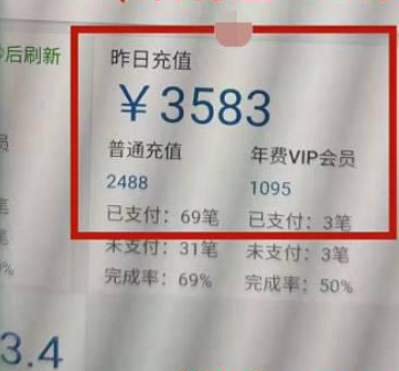 后刷新
昨日充值
￥3583
普通充值 年费VIP会员
2488 1095
已支付：69笔 已支付：3笔
笔 未支付：31笔 未支付：3笔
% 完成率：69% 完成率：50%
3.4